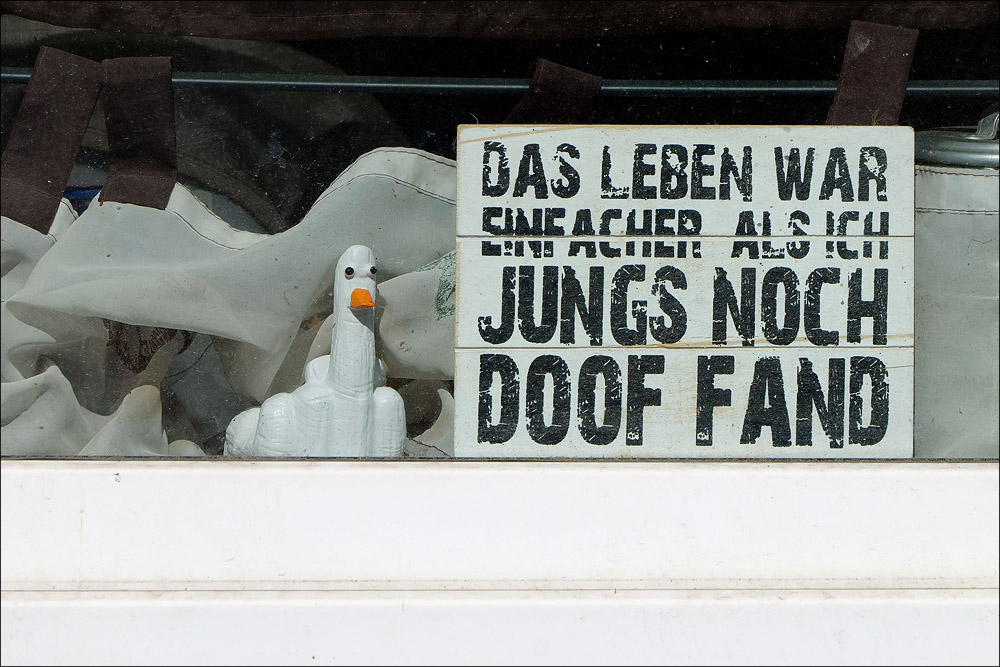 DAS LEBEN WAR
EINFACHER ALS ICH
JUNGS NOCH
DOOF FAND